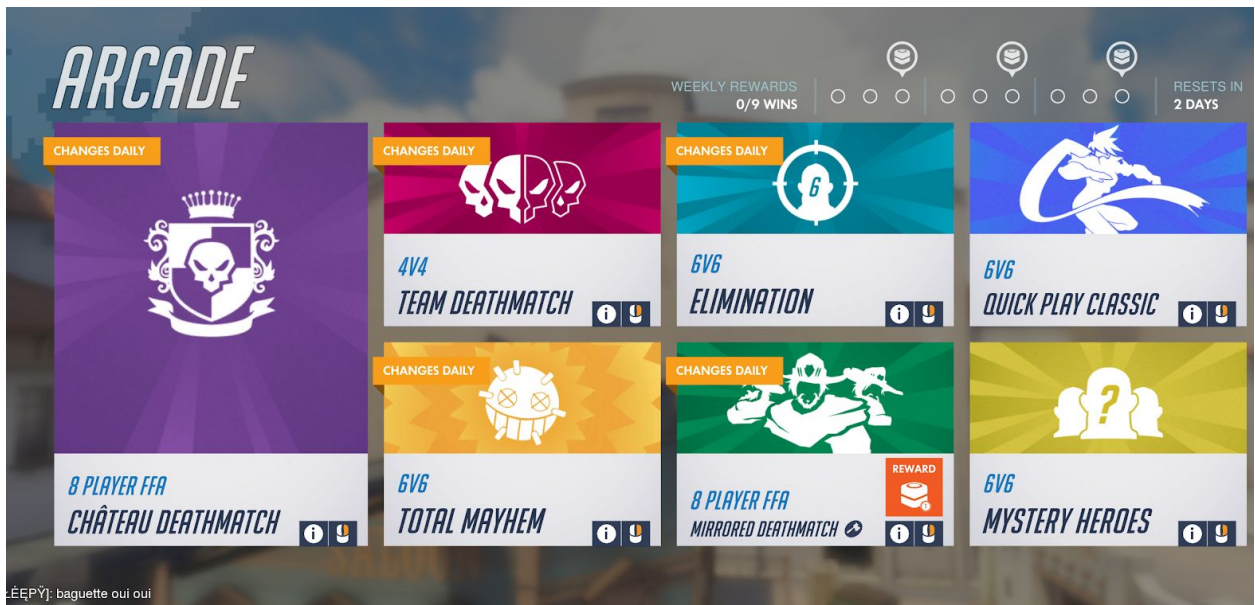 ARCADE
WEEKLY REWARDS
0/9 WINS
RESETS IN
2 DAYS
CHANGES DAILY
8 PLAYER FFA
CHÂTEAU DEATHMATCH
CHANGES DAILY
4V4
TEAM DEATHMATCH
CHANGES DAILY
6
6V6
ELIMINATION
6V6
QUICK PLAY CLASSIC
CHANGES DAILY
6V6
TOTAL MAYHEM
CHANGES DAILY
REWARD
1
8 PLAYER FFA
MIRRORED DEATHMATCH
?
6V6
MYSTERY HEROES
baguette oui oui